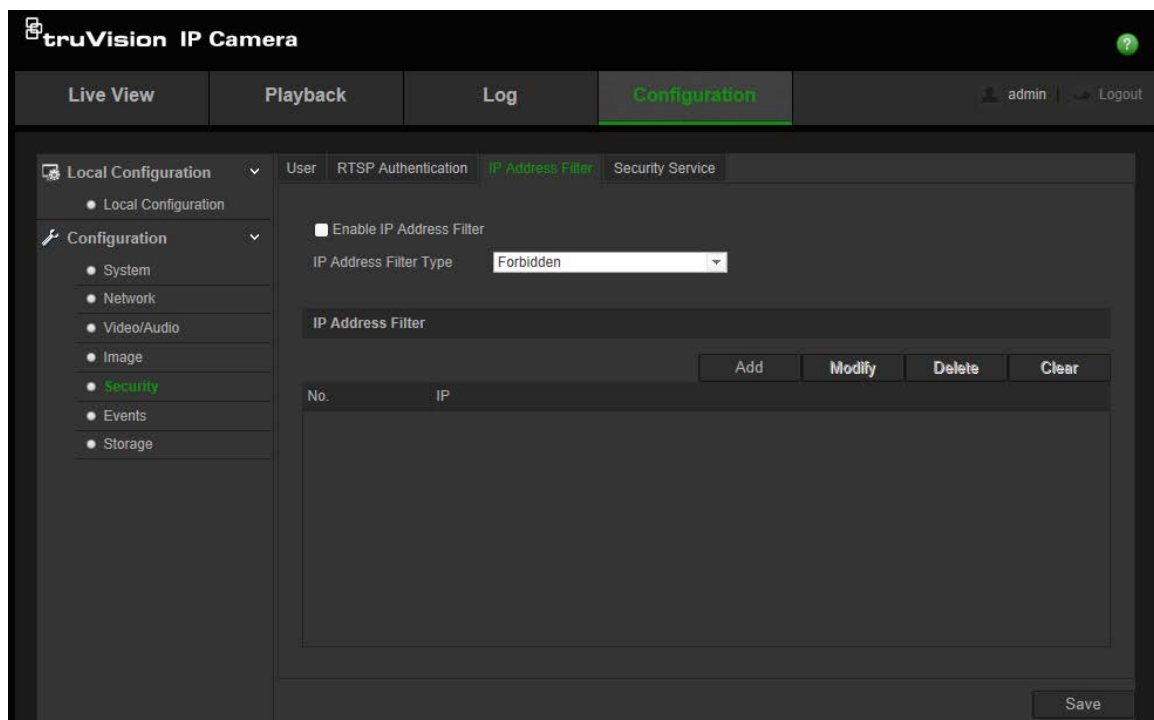 truVision IP Camera
?
Live View Playback Log Configuration admin Logout
Local Configuration
Local Configuration
Configuration
System
Network
Video/Audio
Image
Security
Events
Storage
User RTSP Authentication IP Address Filter Security Service
Enable IP Address Filter
IP Address Filter Type Forbidden
IP Address Filter
Add Modify Delete Clear
No. IP
Save